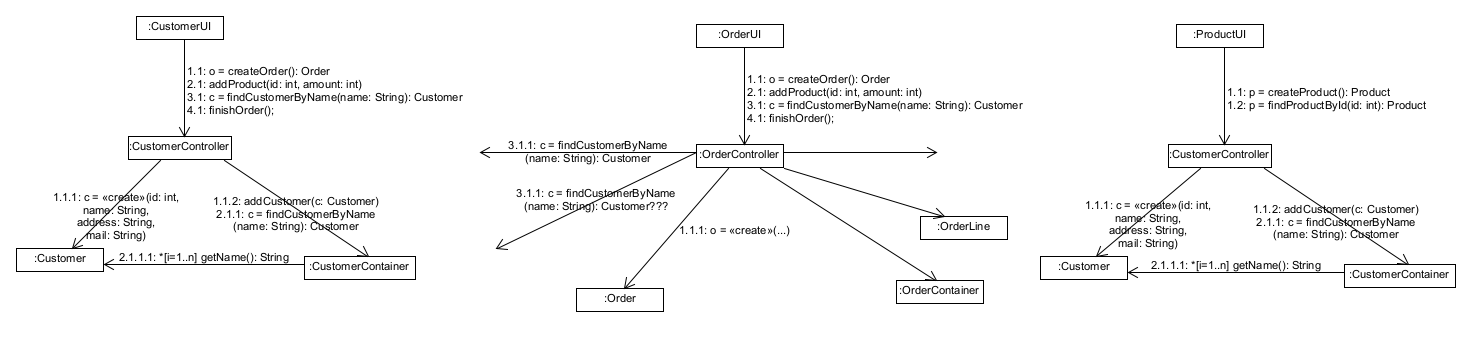 :CustomerUI
1.1: o = createOrder(): Order
2.1: addProduct(id: int, amount: int)
3.1: c = findCustomerByName(name: String): Customer
4.1: finishOrder();
:CustomerController
1.1.1: c = «create»(id: int,
name: String,
address: String,
mail: String)
1.1.2: addCustomer(c: Customer)
2.1.1: c = findCustomerByName
(name: String): Customer
:Customer
2.1.1.1: *[i=1..n] getName(): String
:CustomerContainer
:OrderUI
1.1: o = createOrder(): Order
2.1: addProduct(id: int, amount: int)
3.1: c = findCustomerByName(name: String): Customer
4.1: finishOrder();
3.1.1: c = findCustomerByName
(name: String): Customer
:OrderController
3.1.1: c = findCustomerByName
(name: String): Customer???
1.1.1: o = «create»(...)
:OrderLine
:Order
:OrderContainer
:ProductUI
1.1: p = createProduct(): Product
1.2: p = findProductById(id: int): Product
:CustomerController
1.1.1: c = «create»(id: int,
name: String,
address: String,
mail: String)
1.1.2: addCustomer(c: Customer)
2.1.1: c = findCustomerByName
(name: String): Customer
:Customer
2.1.1.1: *[i=1..n] getName(): String
:CustomerContainer